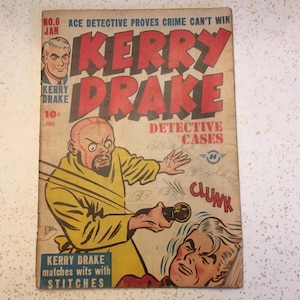 NO.6
JAN
ACE DETECTIVE PROVES CRIME CAN'T WIN
KERRY
DRAKE
KERRY
DRAKE
10¢
DETECTIVE
CASES
H
CLUNK
KERRY DRAKE
matches wits with
STITCHES